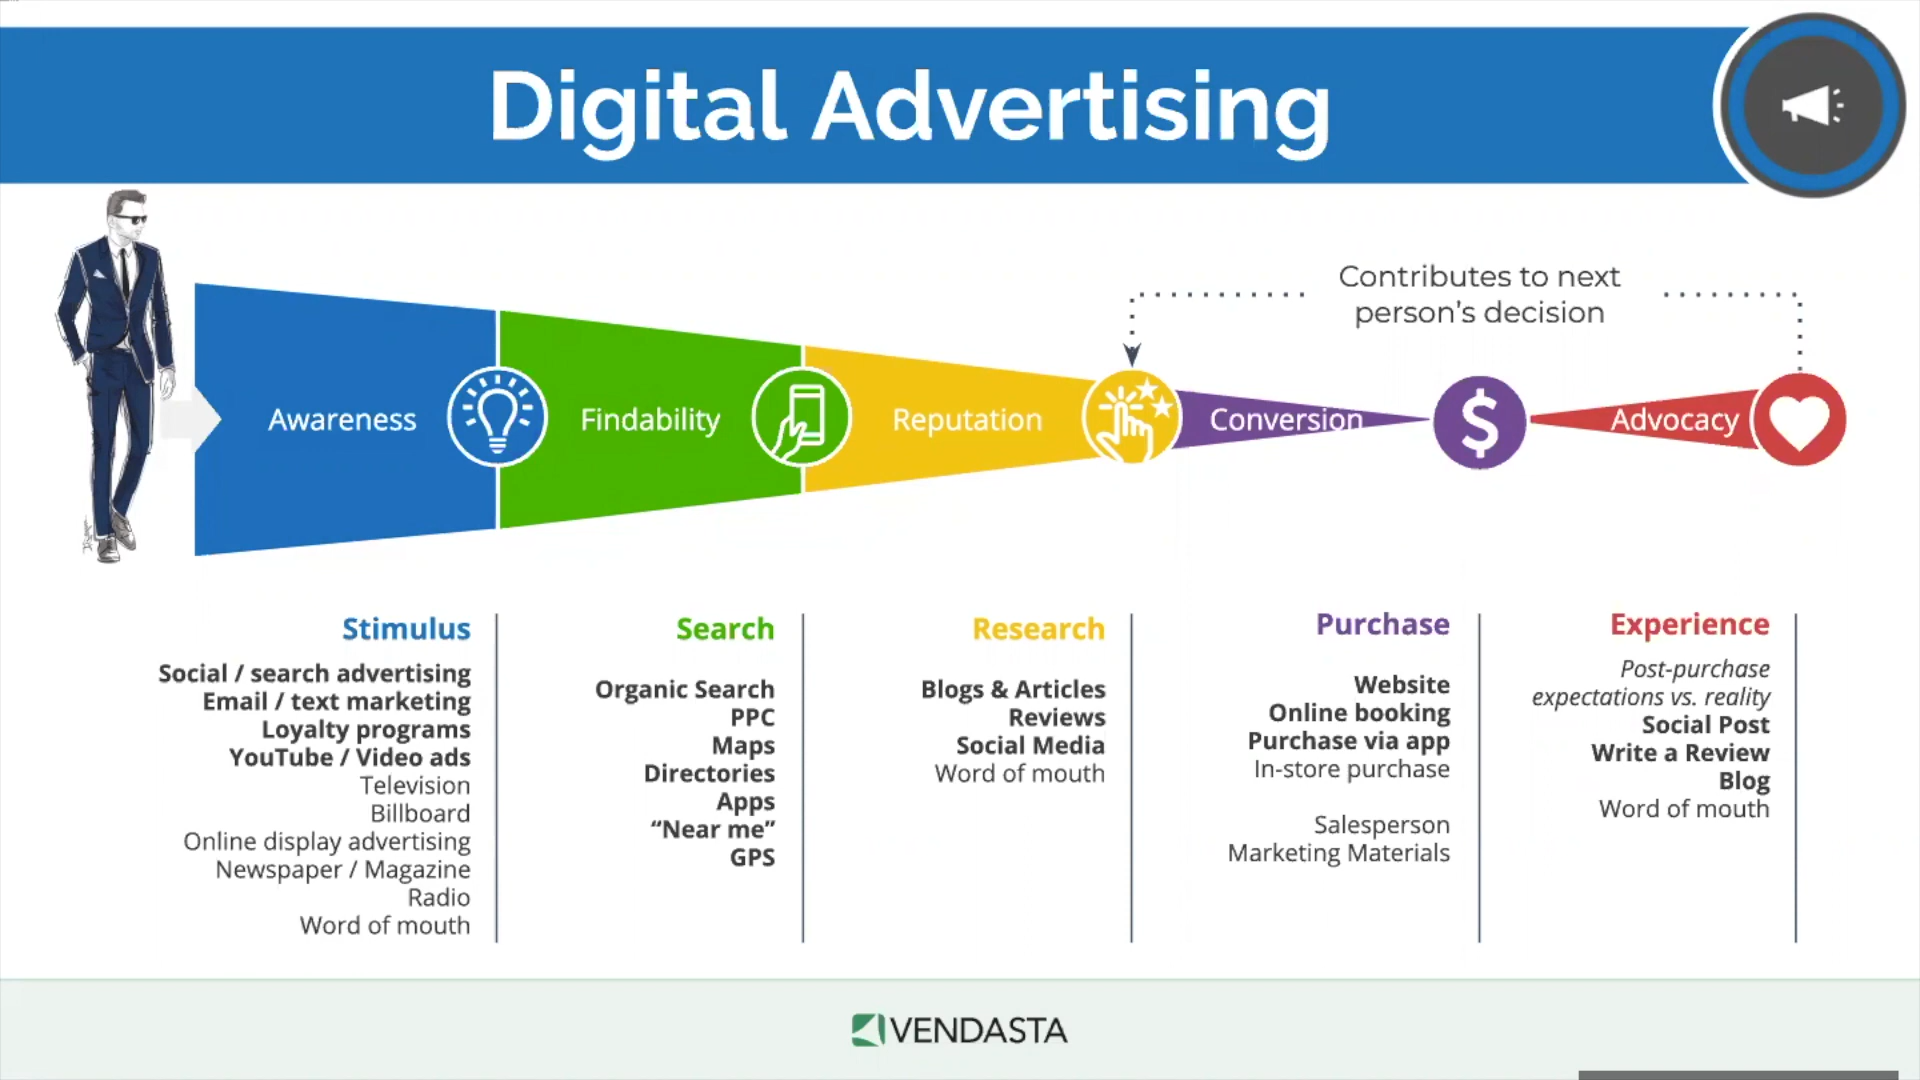 Digital Advertising
Contributes to next
person's decision
Awareness
Findability
Reputation
Conversion
$
Advocacy
Stimulus
Social / search advertising
Email / text marketing
Loyalty programs
YouTube / Video ads
Television
Billboard
Online display advertising
Newspaper / Magazine
Radio
Word of mouth
Search
Organic Search
PPC
Maps
Directories
Apps
“Near me”
GPS
Research
Blogs & Articles
Reviews
Social Media
Word of mouth
Purchase
Website
Online booking
Purchase via app
In-store purchase
Salesperson
Marketing Materials
Experience
Post-purchase
expectations vs. reality
Social Post
Write a Review
Blog
Word of mouth
VENDASTA